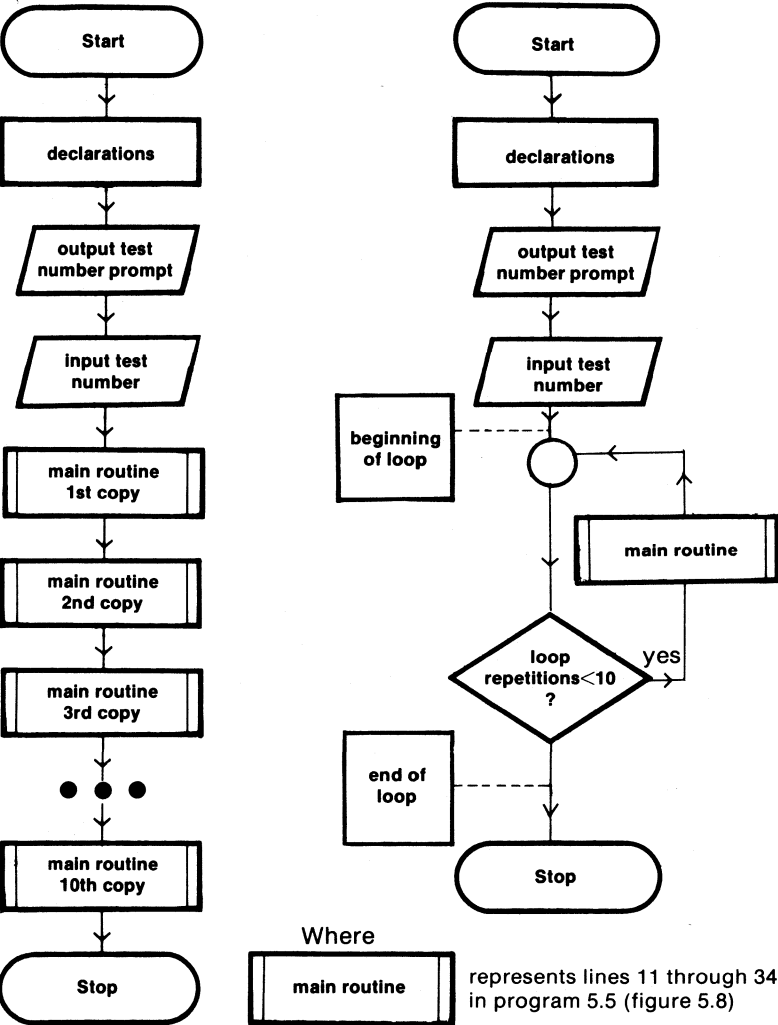 Start
declarations
output test
number prompt
input test
number
main routine
1st copy
main routine
2nd copy
main routine
3rd copy
main routine
10th copy
Stop
Start
declarations
output test
number prompt
input test
number
beginning
of loop
main routine
loop
repetitions<10
?
yes
end of
loop
Stop
Where
main routine
represents lines 11 through 34
in program 5.5 (figure 5.8)